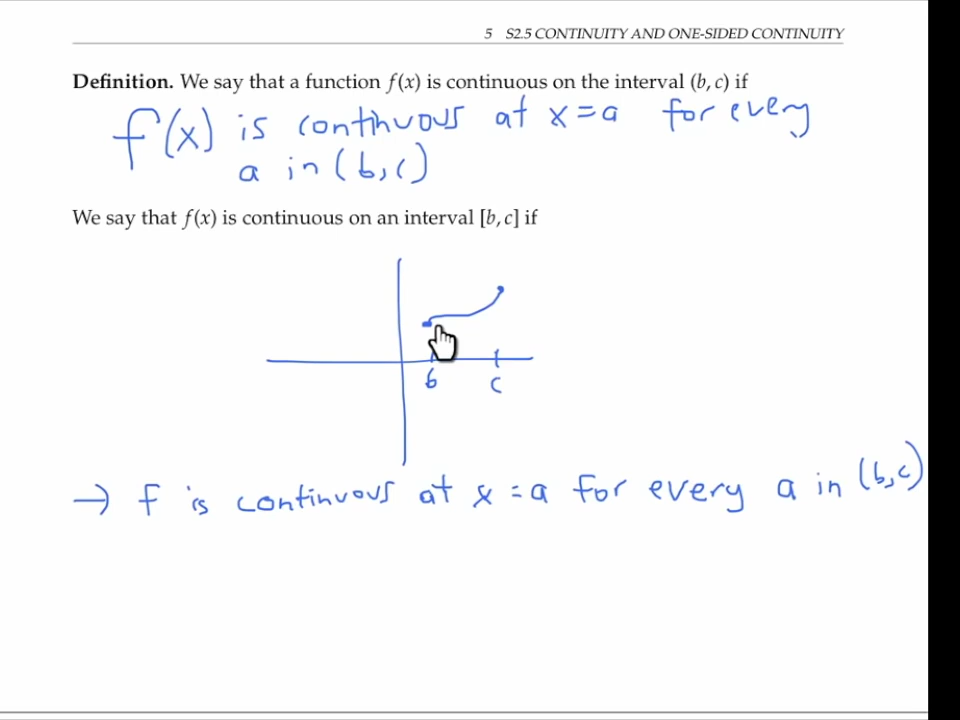 5 S2.5 CONTINUITY AND ONE-SIDED CONTINUITY
Definition. We say that a function f(x) is continuous on the interval (b, c) if
f(x) is continuous at x=a for every
a in (b,c)
We say that f(x) is continuous on an interval [b, c] if
b c
→ f is continuous at x=a for every a in (b,c)